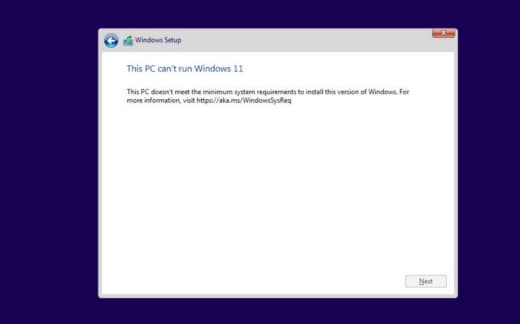 Windows Setup
This PC can't run Windows 11
This PC doesn't meet the minimum system requirements to install this version of Windows. For
more information, visit https://aka.ms/WindowsSysReq
Next